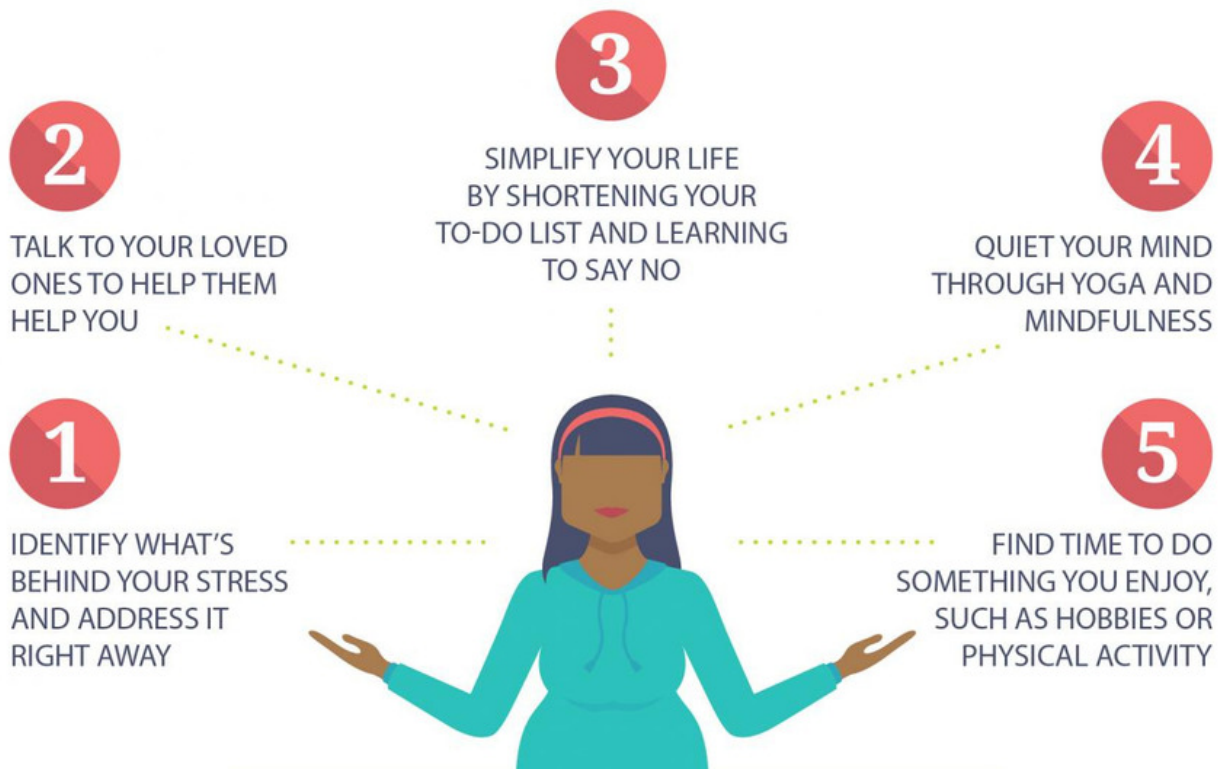 1
IDENTIFY WHAT'S
BEHIND YOUR STRESS
AND ADDRESS IT
RIGHT AWAY
2
TALK TO YOUR LOVED
ONES TO HELP THEM
HELP YOU
3
SIMPLIFY YOUR LIFE
BY SHORTENING YOUR
TO-DO LIST AND LEARNING
TO SAY NO
4
QUIET YOUR MIND
THROUGH YOGA AND
MINDFULNESS
5
FIND TIME TO DO
SOMETHING YOU ENJOY,
SUCH AS HOBBIES OR
PHYSICAL ACTIVITY